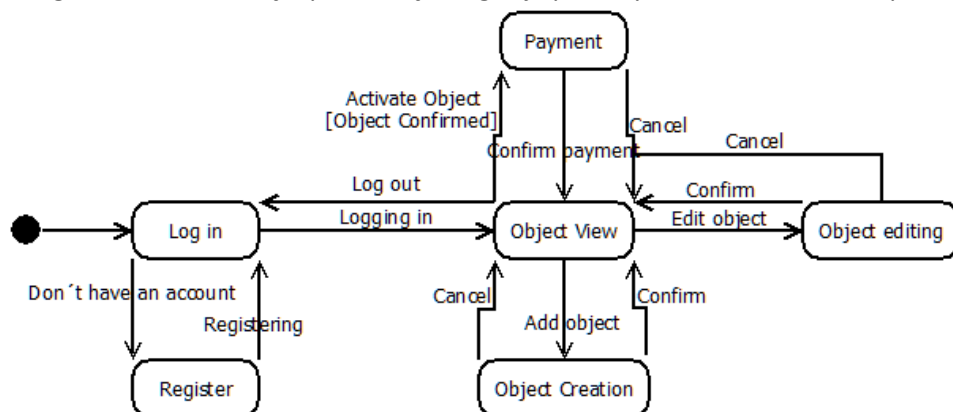 Payment
Activate Object
[Object Confirmed]
Cancel
Cancel
Confirm payment
Log out
Confirm
Log in
Logging in
Object View
Edit object
Object editing
Don´t have an account
Cancel
Confirm
Registering
Add object
Register
Object Creation